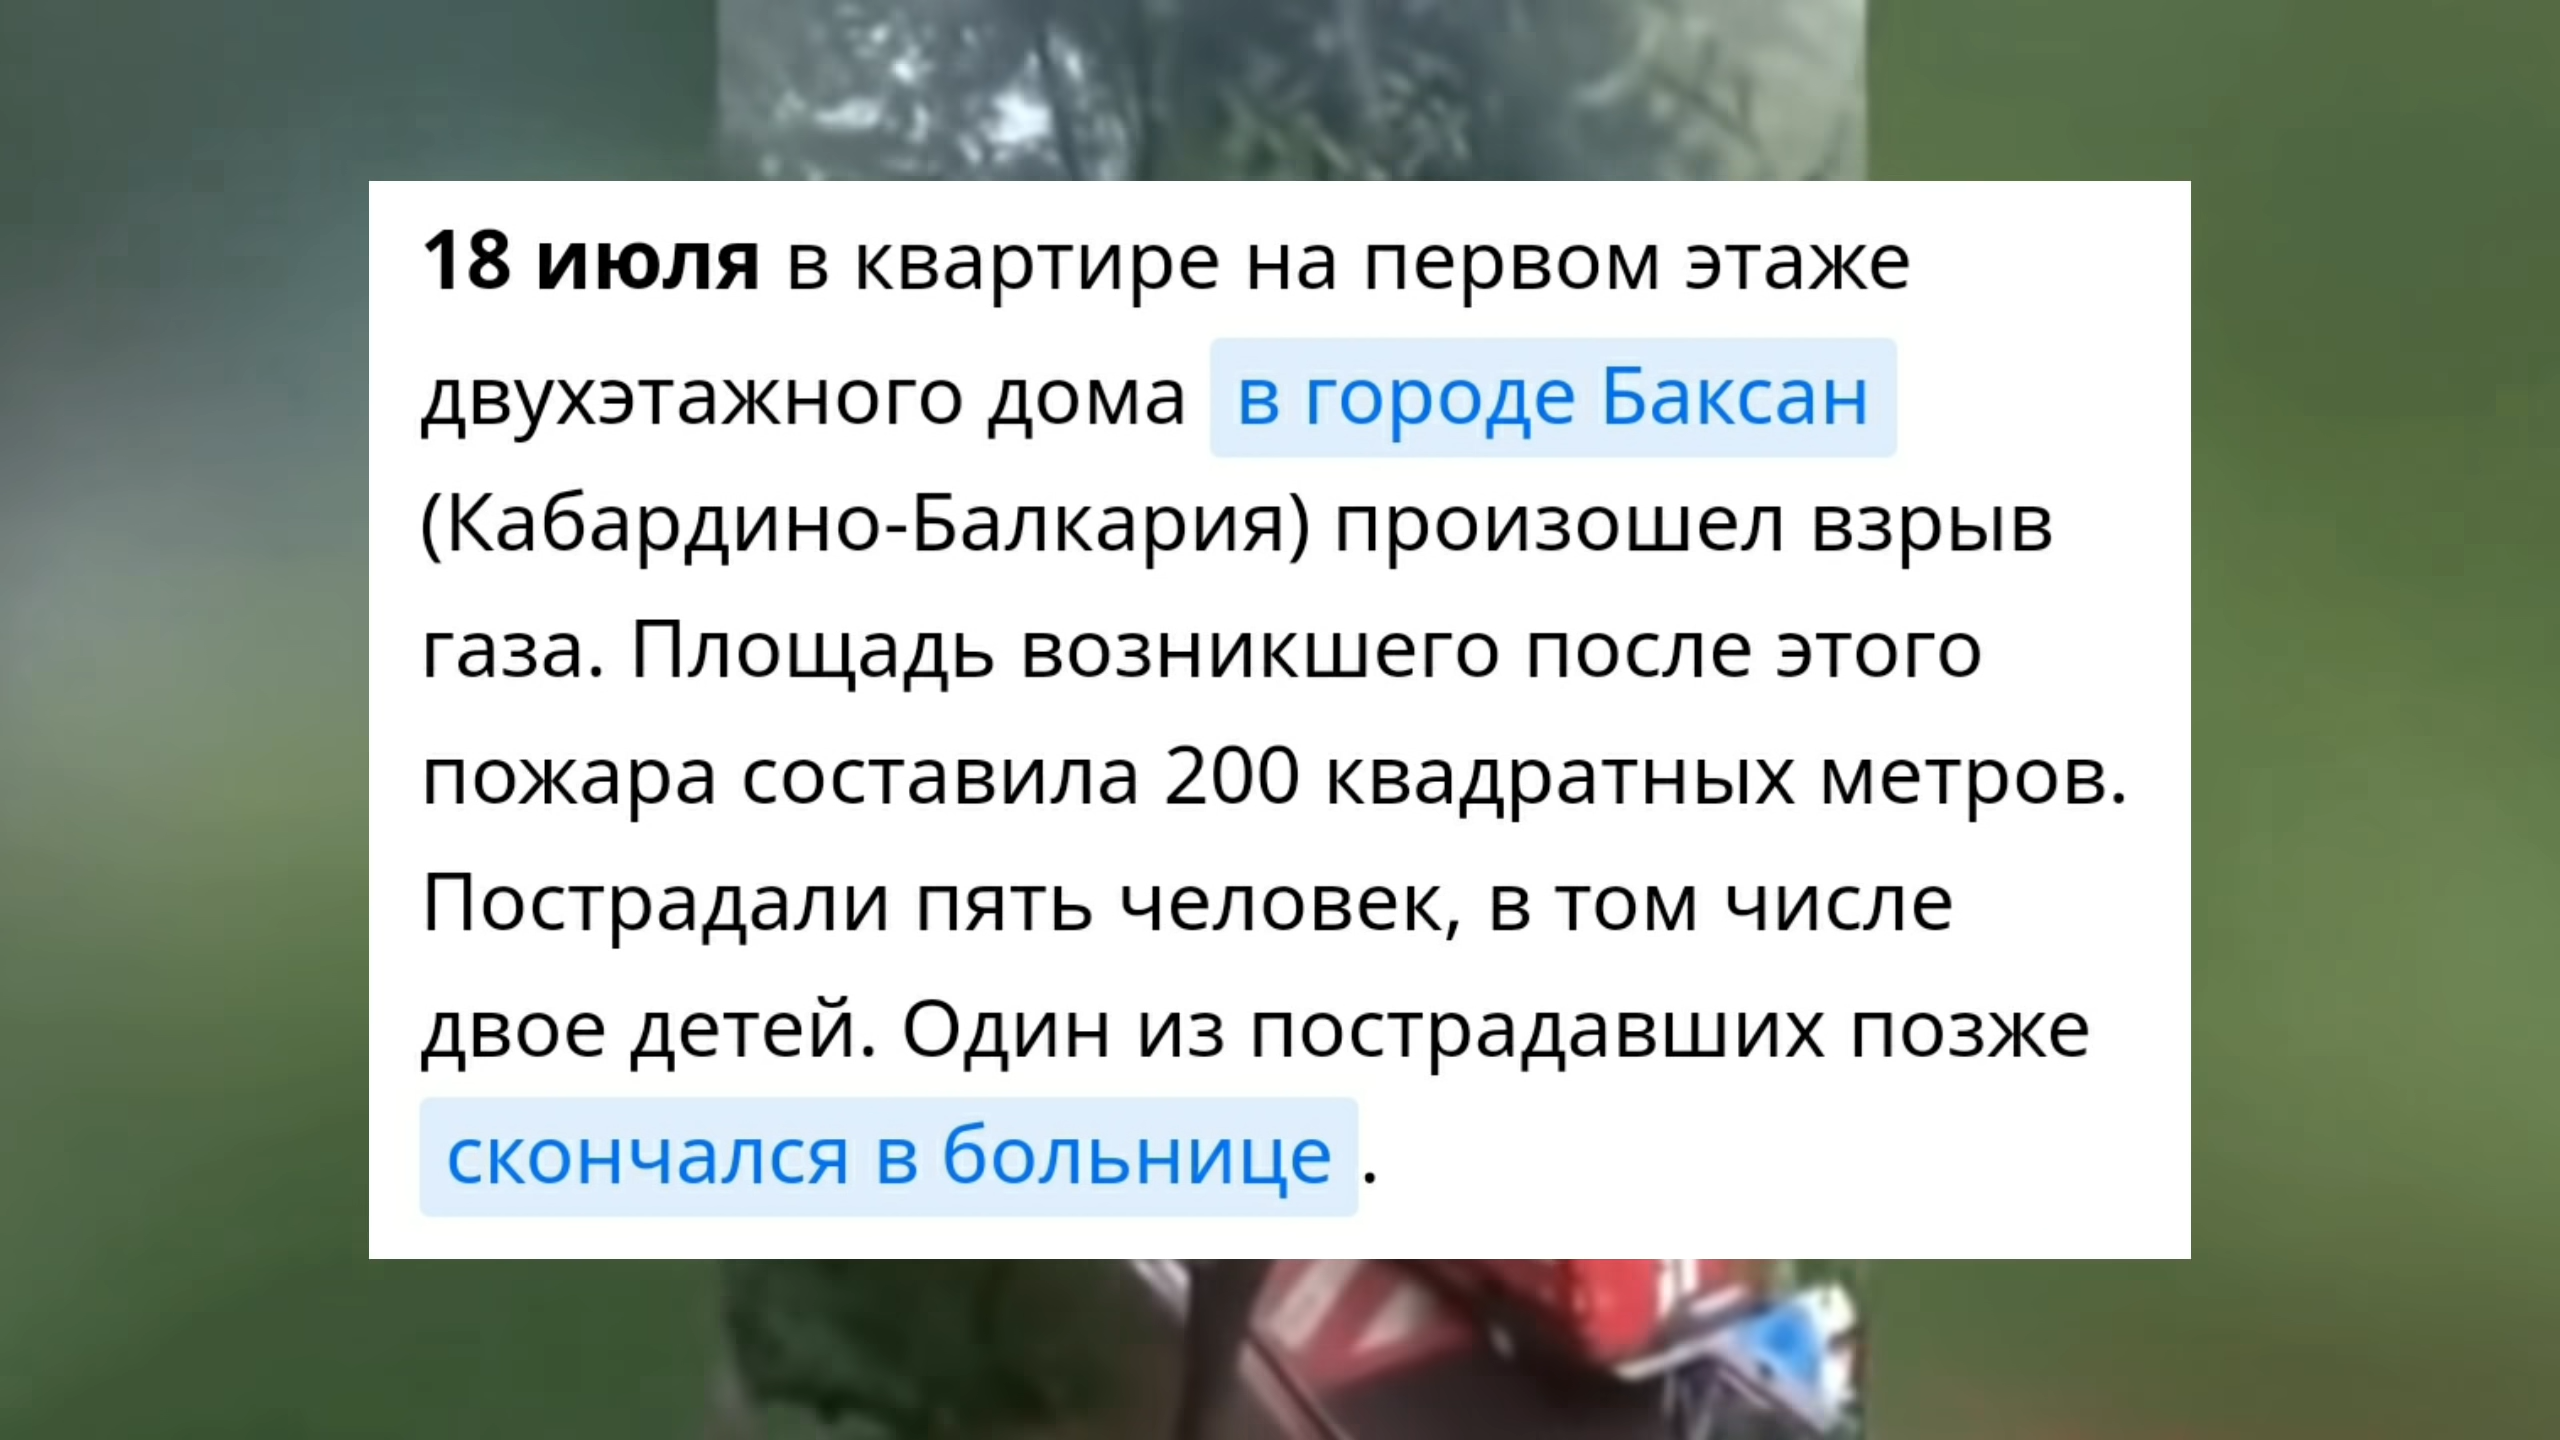 18 июля в квартире на первом этаже
двухэтажного дома в городе Баксан
(Кабардино-Балкария) произошел взрыв
газа. Площадь возникшего после этого
пожара составила 200 квадратных метров.
Пострадали пять человек, в том числе
двое детей. Один из пострадавших позже
скончался в больнице.